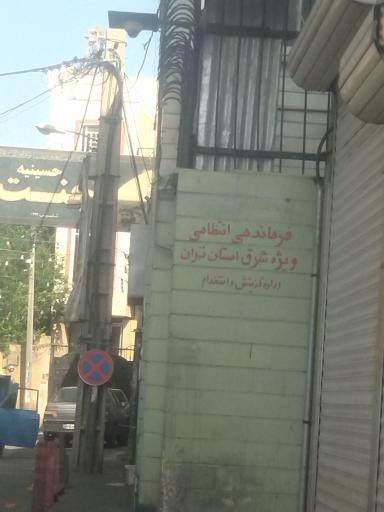 حسینیه
فرماندهی انتظامی
ویژه شرق استان تهران
اداره گزینش و استخدام